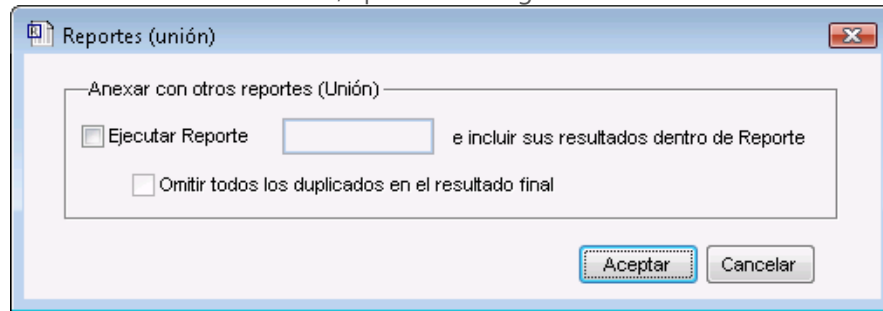 Reportes (unión)
Anexar con otros reportes (Unión)
Ejecutar Reporte e incluir sus resultados dentro de Reporte
Omitir todos los duplicados en el resultado final
Aceptar Cancelar